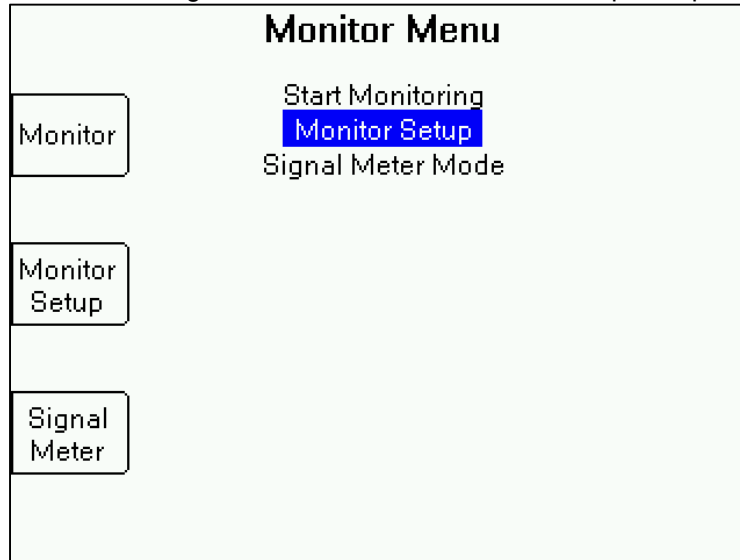 Monitor Menu
Start Monitoring
Monitor Setup
Signal Meter Mode
Monitor
Monitor
Setup
Signal
Meter